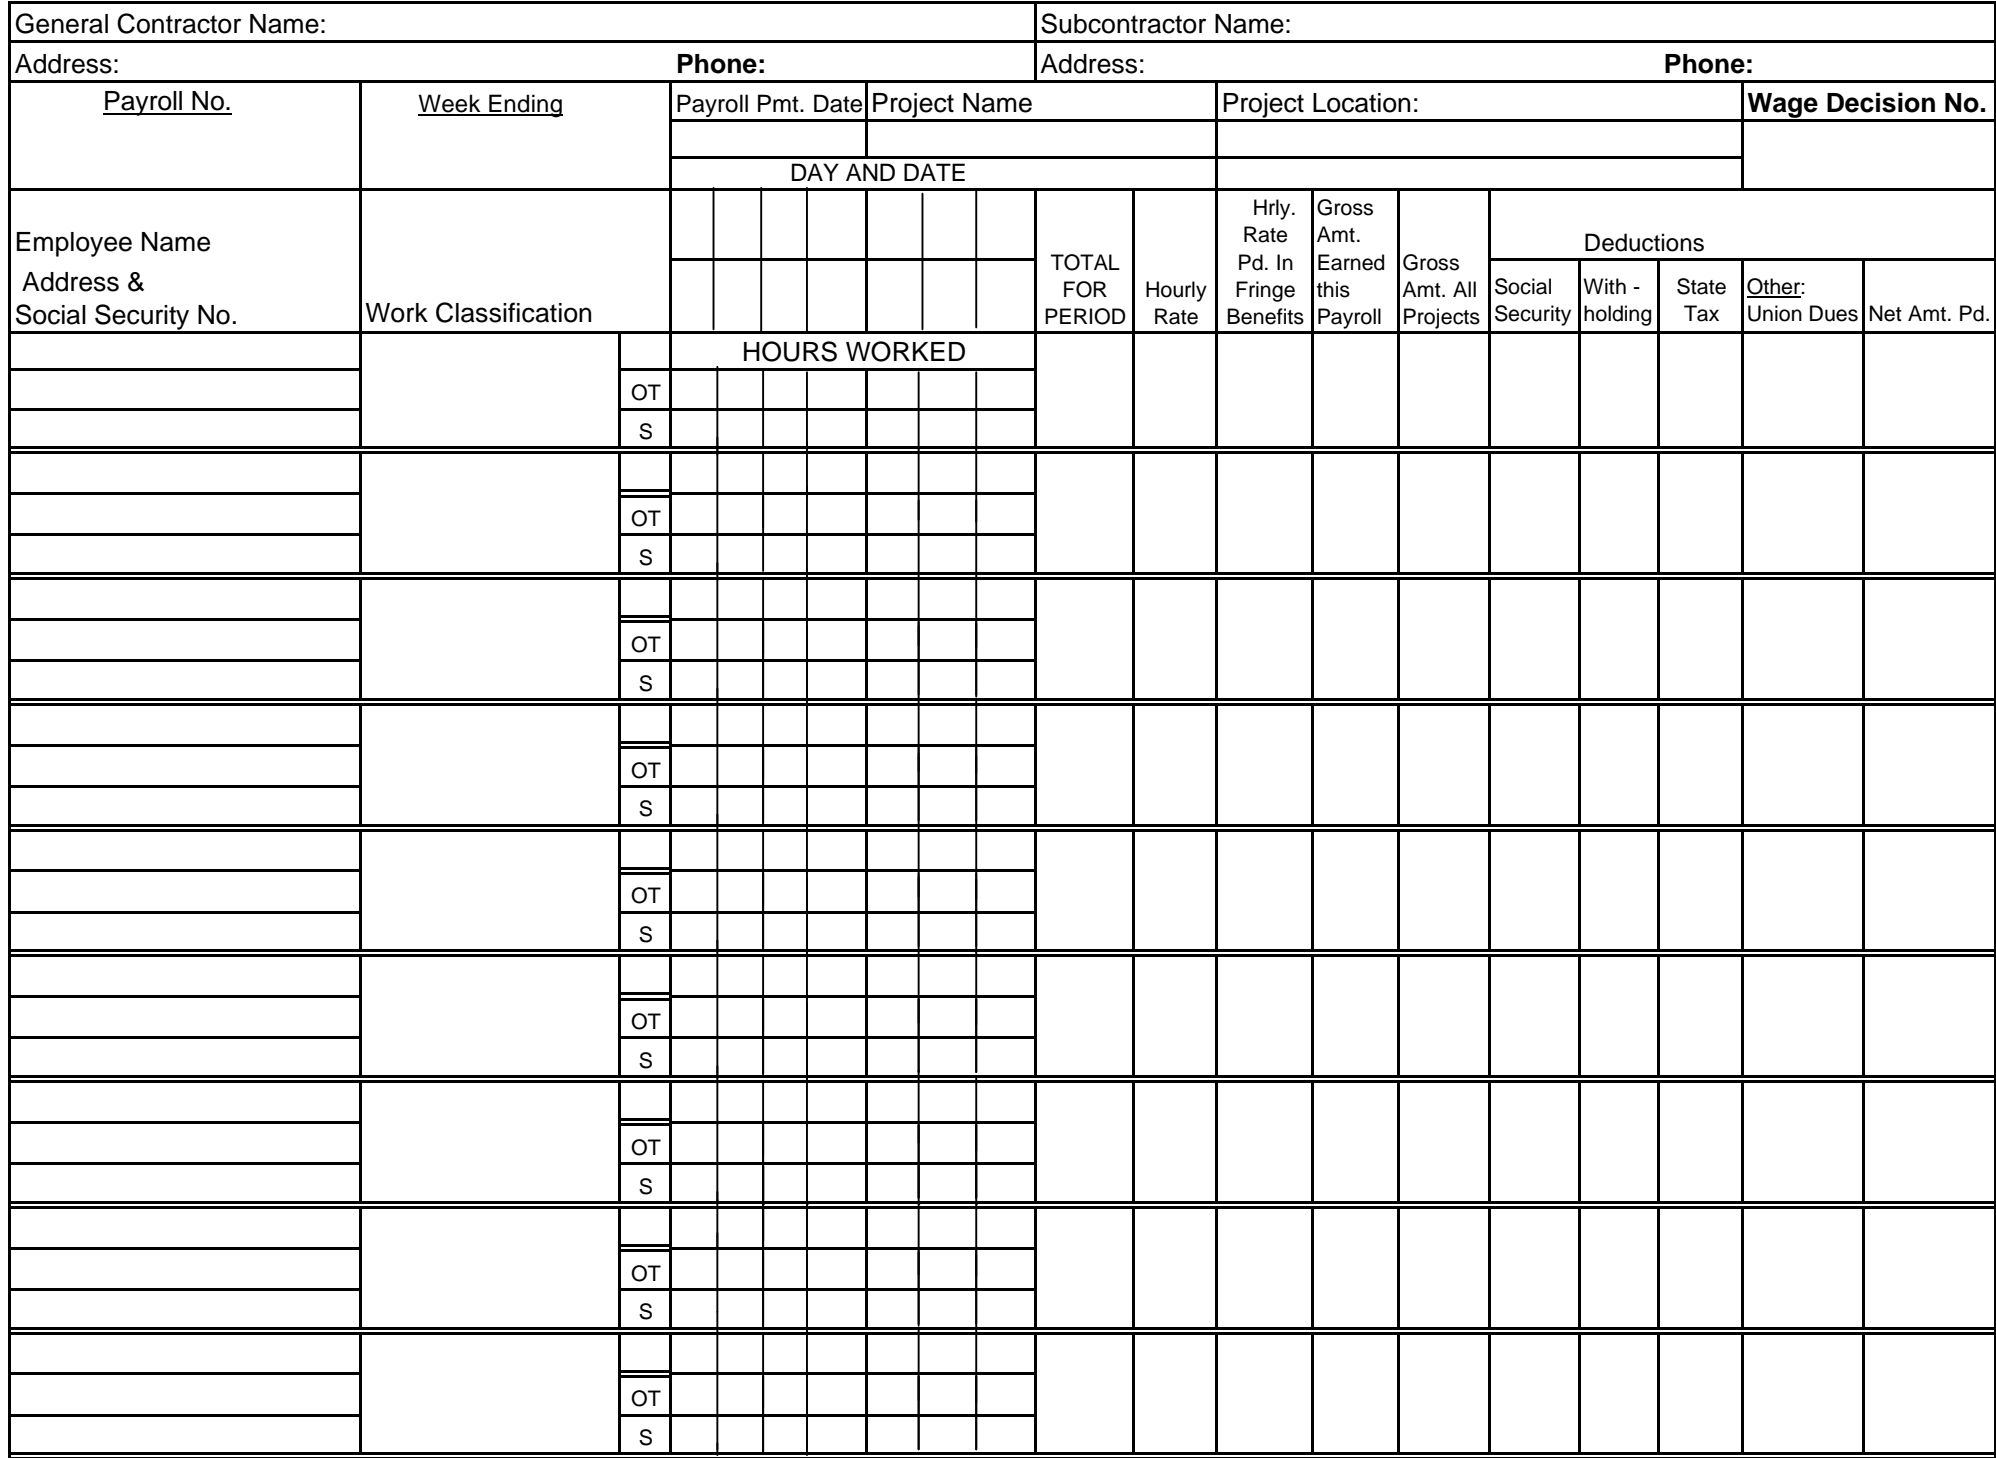 General Contractor Name: Subcontractor Name:
Address: Phone: Address: Phone:
Payroll No. Week Ending Payroll Pmt. Date Project Name Project Location: Wage Decision No.
DAY AND DATE
Employee Name
Address &
Social Security No.
Work Classification
TOTAL
FOR
PERIOD
Hourly
Rate
Hrly.
Rate
Pd. In
Fringe
Benefits
Gross
Amt.
Earned
this
Payroll
Gross
Amt. All
Projects
Deductions
Social
Security
With -
holding
State
Tax
Other:
Union Dues
Net Amt. Pd.
HOURS WORKED
OT
S
OT
S
OT
S
OT
S
OT
S
OT
S
OT
S
OT
S
OT
S